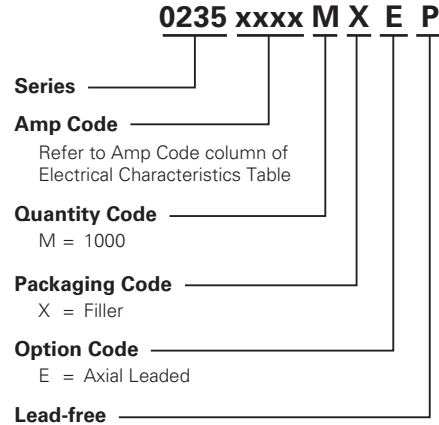 0235 xxxx M X E P
Series
Amp Code
Refer to Amp Code column of
Electrical Characteristics Table
Quantity Code
M = 1000
Packaging Code
X = Filler
Option Code
E = Axial Leaded
Lead-free